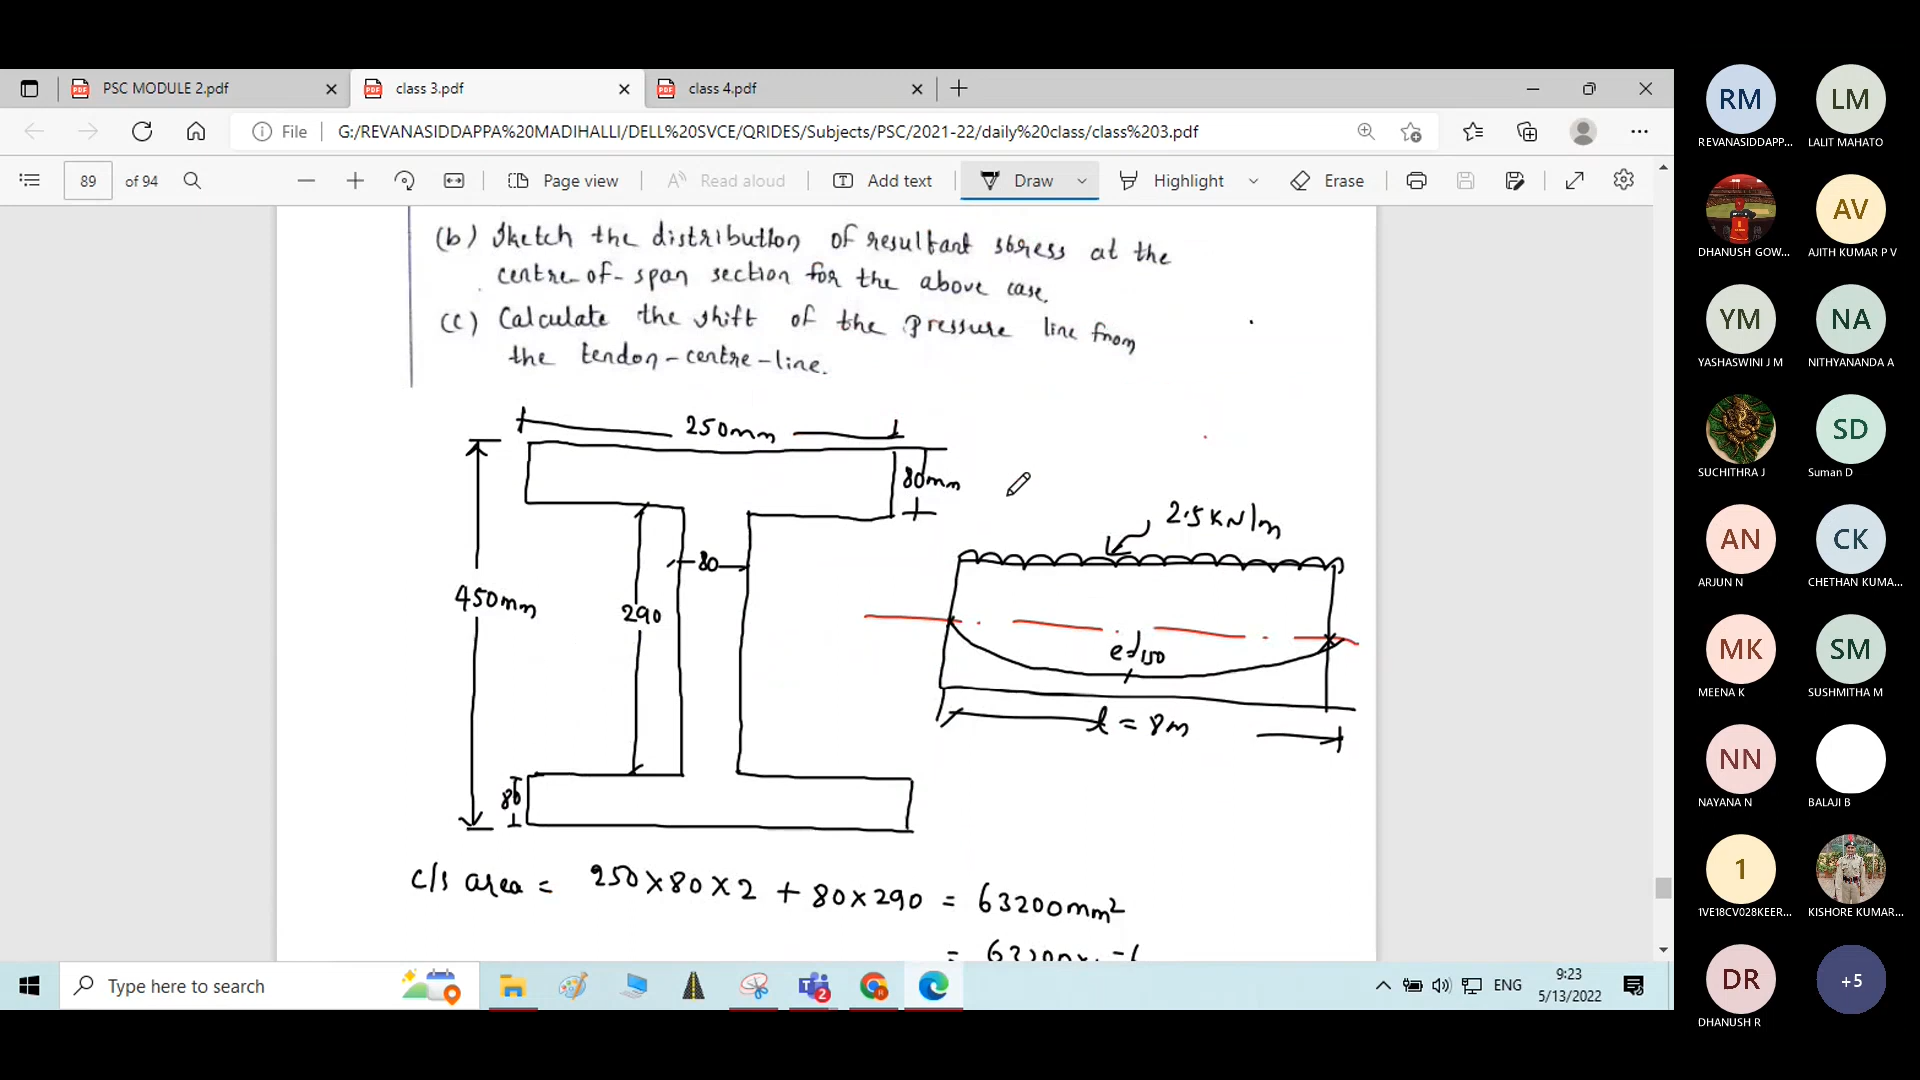 PSC MODULE 2.pdf
class 3.pdf
class 4.pdf
File
G:/REVANASIDDAPPA%20MADIHALLI/DELL%20SVCE/QRIDES/Subjects/PSC/2021-22/daily%20class/class%203.pdf
89 of 94
Page view
Read aloud
Add text
Draw
Highlight
Erase
(b) Sketch the distribution of resultant stress at the
centre-of-span section for the above case.
(c) Calculate the shift of the pressure line from
the tendon-centre-line.
250mm
80mm
80
450mm
290
80
2.5KN/m
e 150
l = 8m
c/s area = 250×80×2 + 80×290 = 63200mm²
=
Type here to search
2
ENG
9:23
5/13/2022
RM
REVANASIDDAPP...
LM
LALIT MAHATO
DHANUSH GOW...
AV
AJITH KUMAR P V
YM
YASHASWINI J M
NA
NITHYANANDA A
SUCHITHRA J
SD
Suman D
AN
ARJUN N
CK
CHETHAN KUMA...
MK
MEENA K
SM
SUSHMITHA M
NN
NAYANA N
BALAJI B
1
1VE18CV028KEER...
KISHORE KUMAR...
DR
DHANUSH R
+5